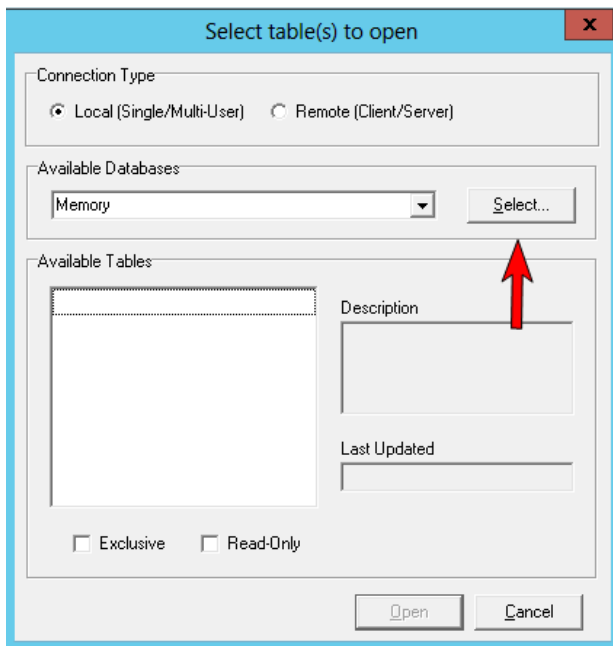 Select table(s) to open
x
Connection Type
Local (Single/Multi-User) Remote (Client/Server)
Available Databases
Memory Select...
Available Tables
Description
Last Updated
Exclusive Read-Only
Open Cancel